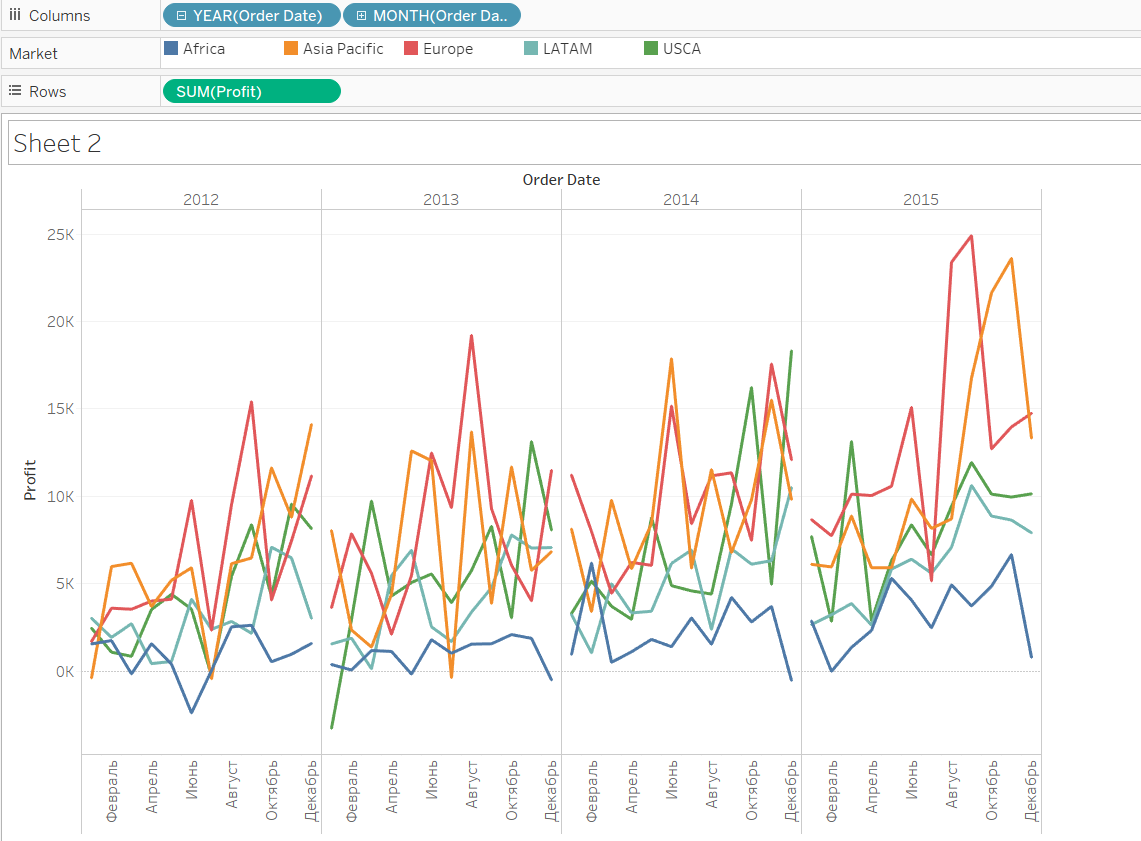 Columns YEAR(Order Date) MONTH(Order Da..
Market Africa Asia Pacific Europe LATAM USCA
Rows SUM(Profit)
Sheet 2
Order Date
2012 2013 2014 2015
Profit
25K
20K
15K
10K
5K
0K
Февраль Апрель Июнь Август Октябрь Декабрь Февраль Апрель Июнь Август Октябрь Декабрь Февраль Апрель Июнь Август Октябрь Декабрь Февраль Апрель Июнь Август Октябрь Декабрь